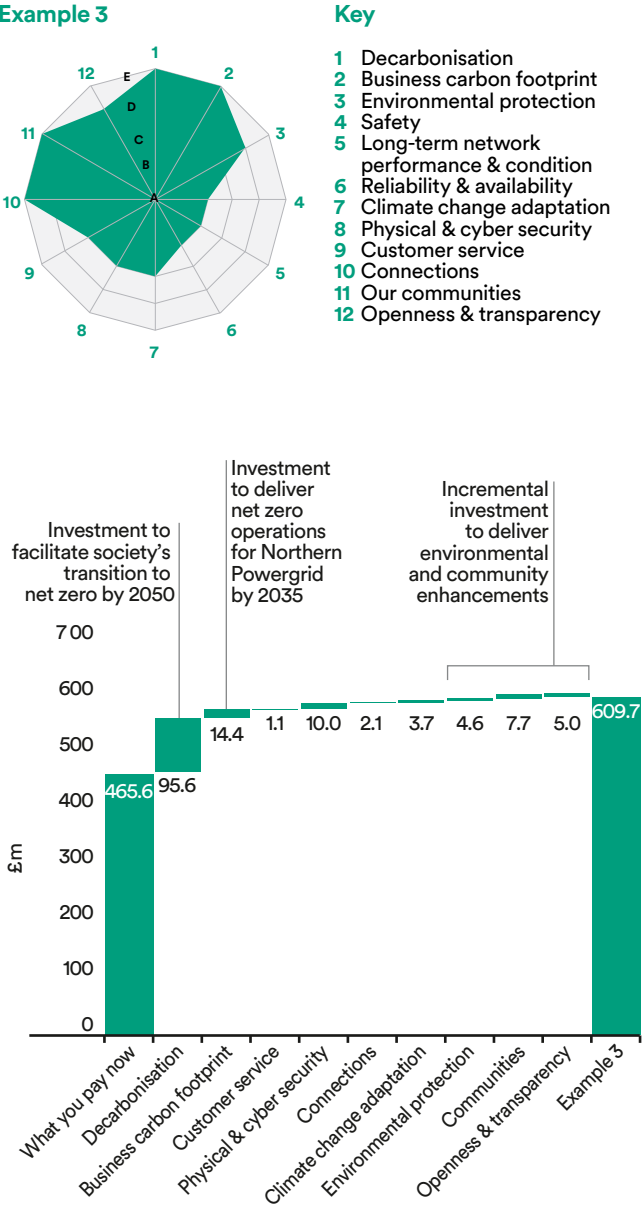 Example 3
1
2
3
4
5
6
7
8
9
10
11
12
E
D
C
B
A
Key
1 Decarbonisation
2 Business carbon footprint
3 Environmental protection
4 Safety
5 Long-term network
performance & condition
6 Reliability & availability
7 Climate change adaptation
8 Physical & cyber security
9 Customer service
10 Connections
11 Our communities
12 Openness & transparency
Investment to
facilitate society's
transition to
net zero by 2050
Investment
to deliver
net zero
operations
for Northern
Powergrid
by 2035
Incremental
investment
to deliver
environmental
and community
enhancements
700
600
500
400
300
200
100
0
£m
465.6
95.6
14.4
1.1
10.0
2.1
3.7
4.6
7.7
5.0
609.7
What you pay now
Decarbonisation
Business carbon footprint
Customer service
Physical & cyber security
Connections
Climate change adaptation
Environmental protection
Communities
Openness & transparency
Example 3